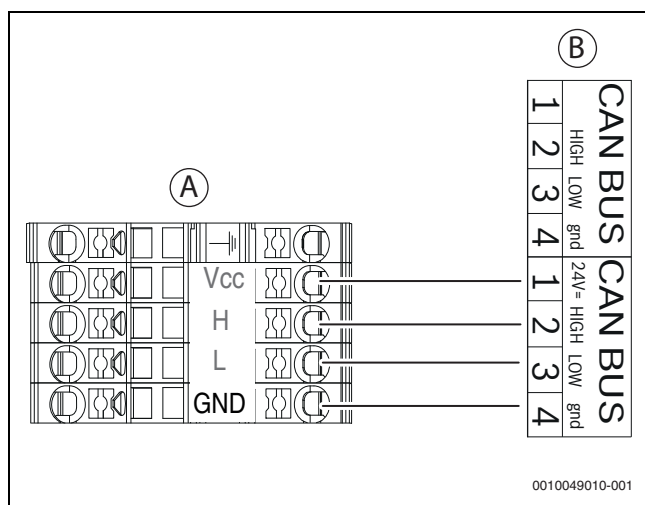 B
A
CAN BUS
1
2 HIGH
3 LOW
4 gnd
CAN BUS
1 24V=
2 HIGH
3 LOW
4 gnd
Vcc
H
L
GND
0010049010-001